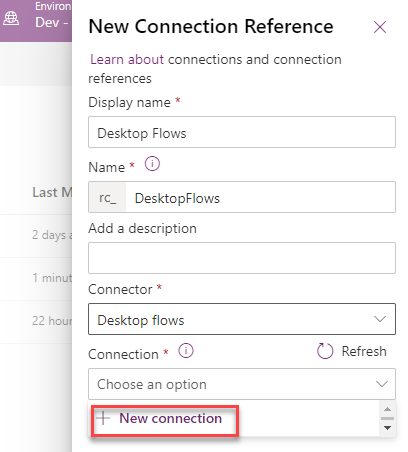 Environ
Dev -
New Connection Reference
Learn about connections and connection
references
Display name *
Desktop Flows
Name *
rc_ DesktopFlows
Last M
Add a description
2 days a
1 minut
Connector *
22 hour
Desktop flows
Connection * Refresh
Choose an option
New connection